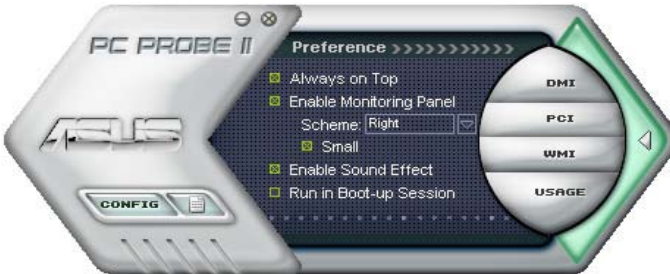 PC PROBE II
ASUS
CONFIG
Preference >>>>>>>>>>>
Always on Top
Enable Monitoring Panel
Scheme: Right
Small
Enable Sound Effect
Run in Boot-up Session
DMI
PCI
WMI
USAGE